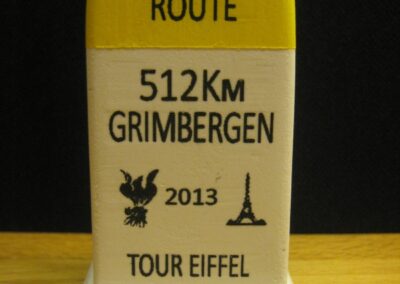 ROUTE
512KM
GRIMBERGEN
2013
TOUR EIFFEL